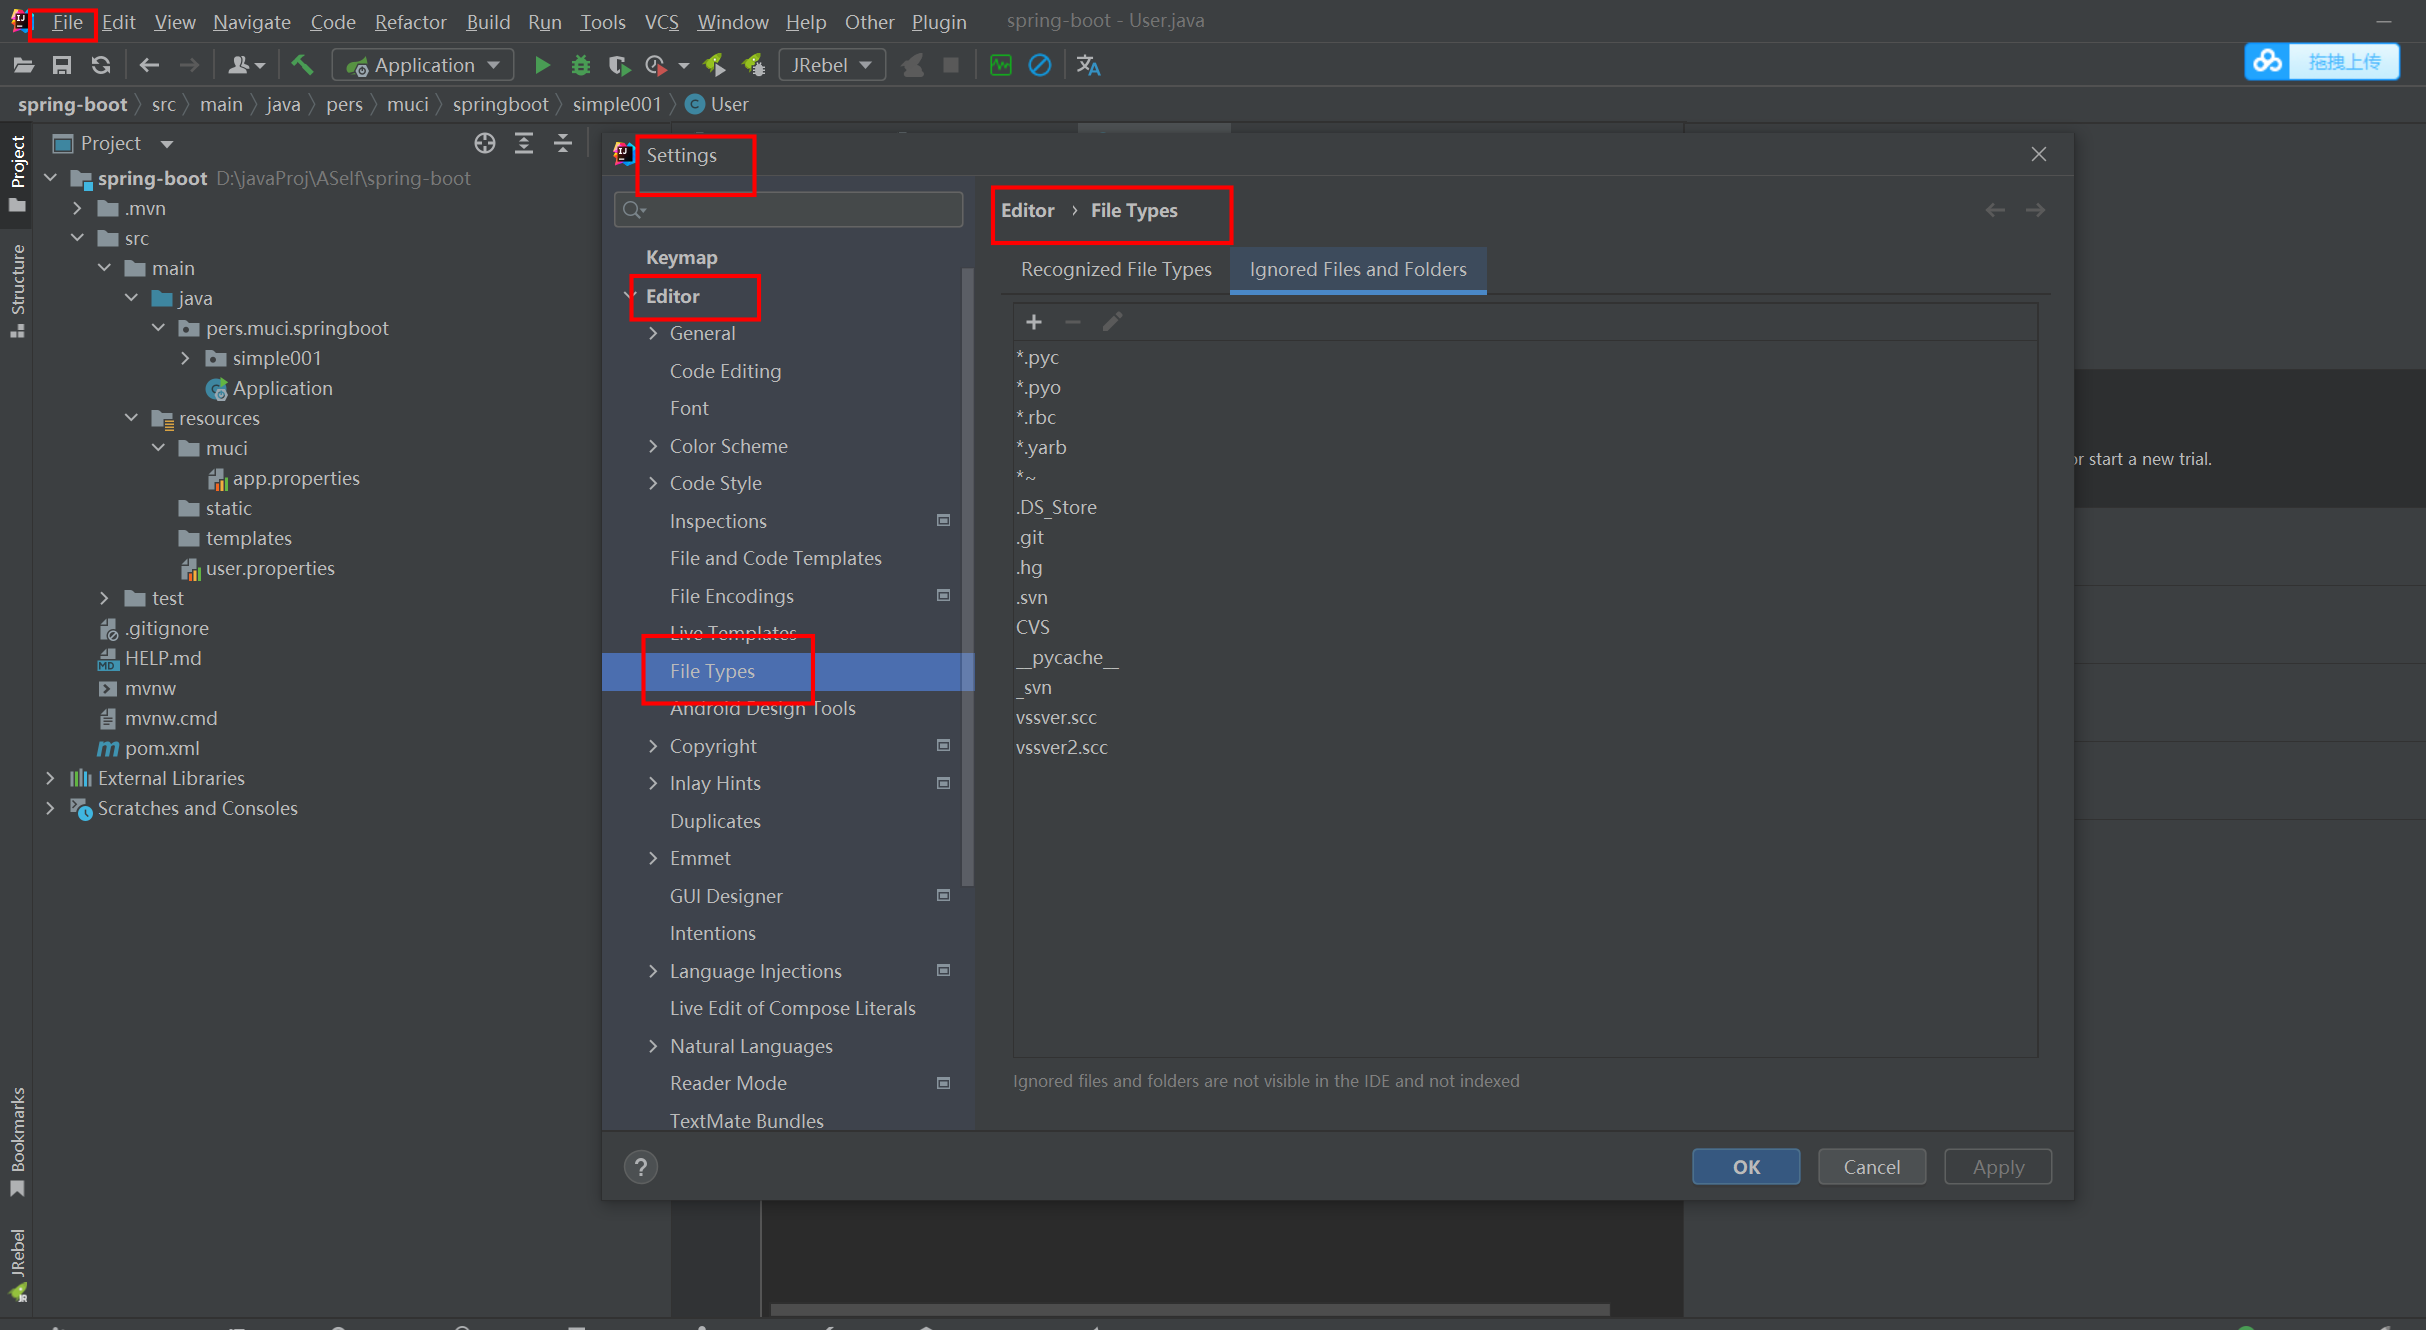 File Edit View Navigate Code Refactor Build Run Tools VCS Window Help Other Plugin spring-boot - User.java
Application JRebel
拖拽上传
spring-boot src main java pers muci springboot simple001 User
Project
Structure
Bookmarks
JRebel
Project
spring-boot D:\javaProj\ASelf\spring-boot
.mvn
src
main
java
pers.muci.springboot
simple001
Application
resources
muci
app.properties
static
templates
user.properties
test
.gitignore
HELP.md
mvnw
mvnw.cmd
pom.xml
External Libraries
Scratches and Consoles
Settings
Keymap
Editor
General
Code Editing
Font
Color Scheme
Code Style
Inspections
File and Code Templates
File Encodings
Live Templates
File Types
Android Design Tools
Copyright
Inlay Hints
Duplicates
Emmet
GUI Designer
Intentions
Language Injections
Live Edit of Compose Literals
Natural Languages
Reader Mode
TextMate Bundles
Editor › File Types
Recognized File Types Ignored Files and Folders
*.pyc
*.pyo
*.rbc
*.yarb
*~
.DS_Store
.git
.hg
.svn
CVS
__pycache__
_svn
vssver.scc
vssver2.scc
Ignored files and folders are not visible in the IDE and not indexed
? OK Cancel Apply
or start a new trial.